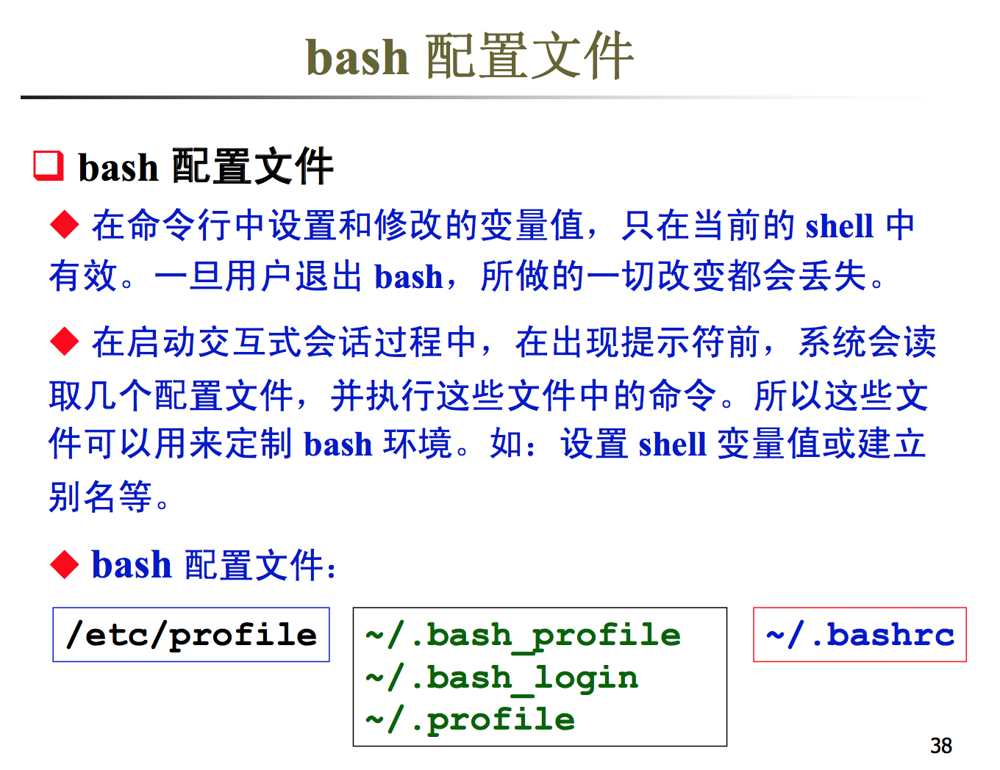 bash 配置文件
bash 配置文件
在命令行中设置和修改的变量值，只在当前的 shell 中
有效。一旦用户退出 bash，所做的一切改变都会丢失。
在启动交互式会话过程中，在出现提示符前，系统会读
取几个配置文件，并执行这些文件中的命令。所以这些文
件可以用来定制 bash 环境。如：设置 shell 变量值或建立
别名等。
bash 配置文件：
/etc/profile
~/.bash_profile
~/.bash_login
~/.profile
~/.bashrc
38